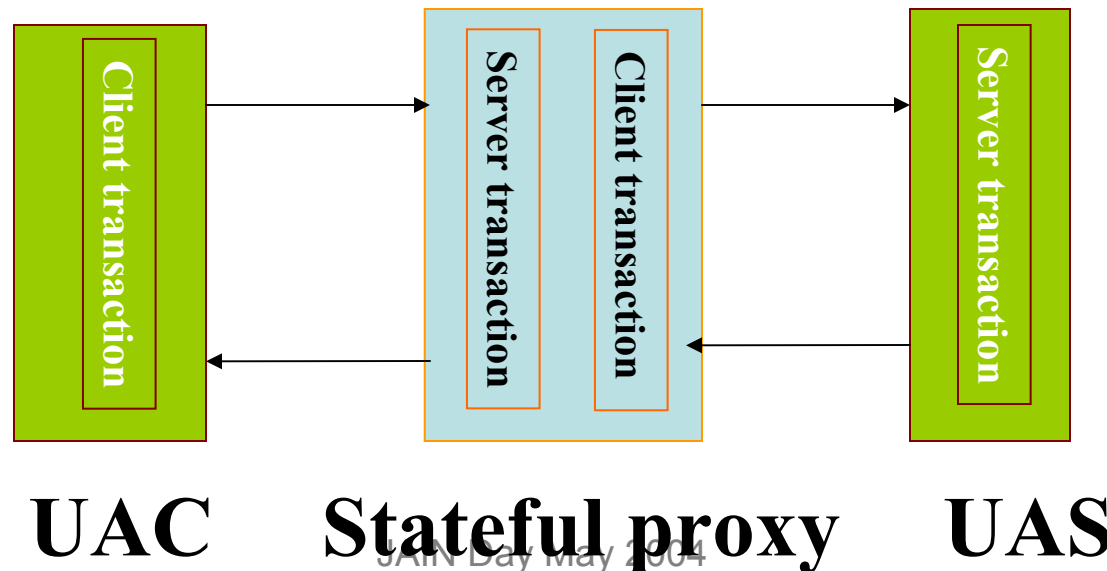 Client transaction
Server transaction
Client transaction
Server transaction
UAC
Stateful proxy
UAS
JAIN Day May 2004